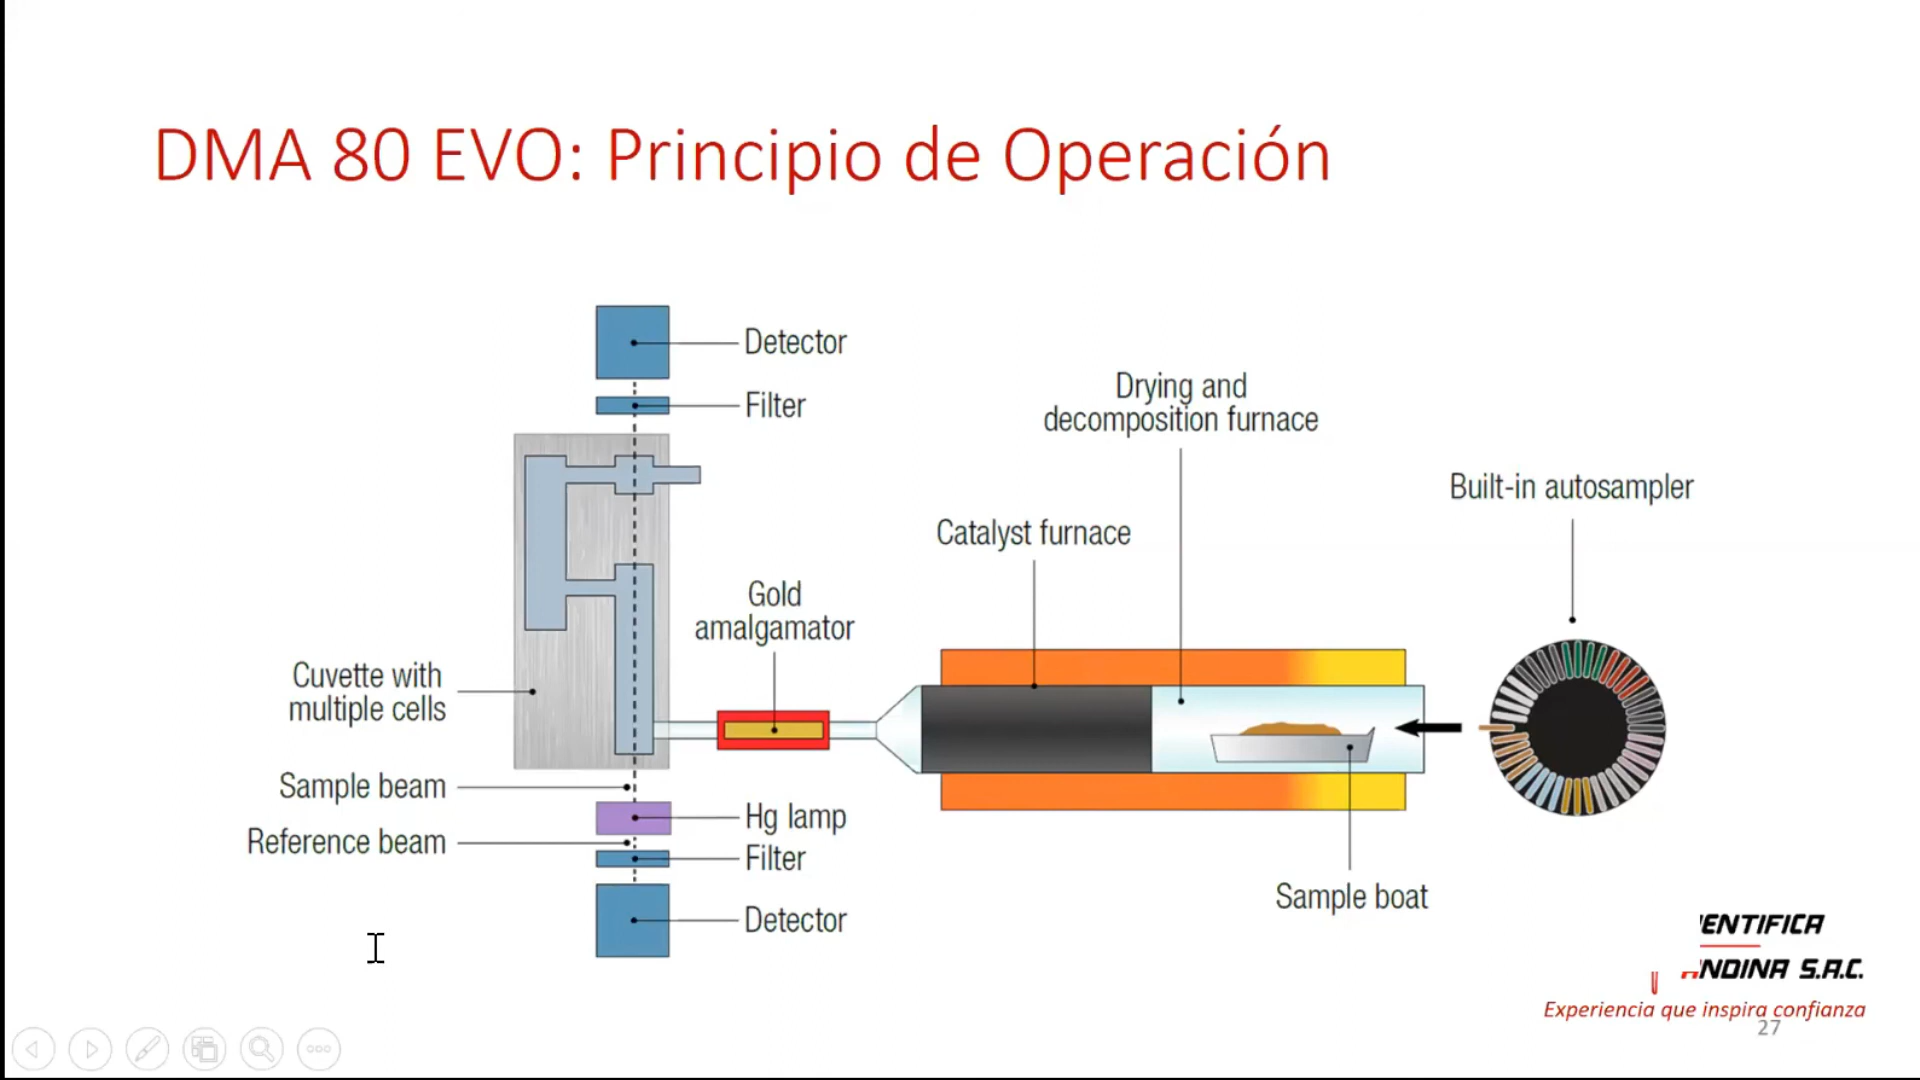 DMA 80 EVO: Principio de Operación
Detector
Filter
Drying and
decomposition furnace
Built-in autosampler
Catalyst furnace
Gold
amalgamator
Cuvette with
multiple cells
Sample beam
Hg lamp
Reference beam
Filter
Sample boat
Detector
ENTIFICA
ANDINA S.A.C.
Experiencia que inspira confianza
27